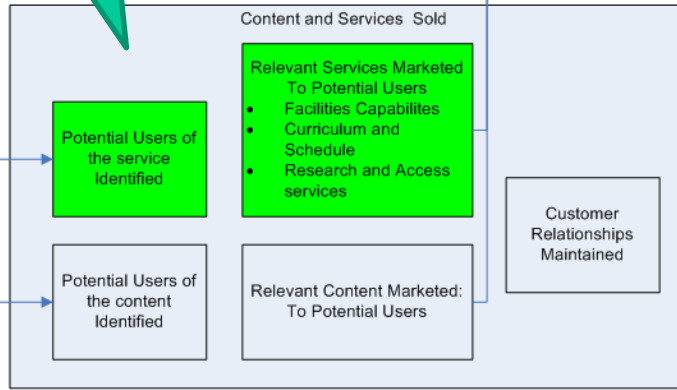 Content and Services Sold
Relevant Services Marketed
To Potential Users
• Facilities Capabilites
• Curriculum and
Schedule
• Research and Access
services
Potential Users of
the service
Identified
Customer
Relationships
Maintained
Potential Users of
the content
Identified
Relevant Content Marketed:
To Potential Users